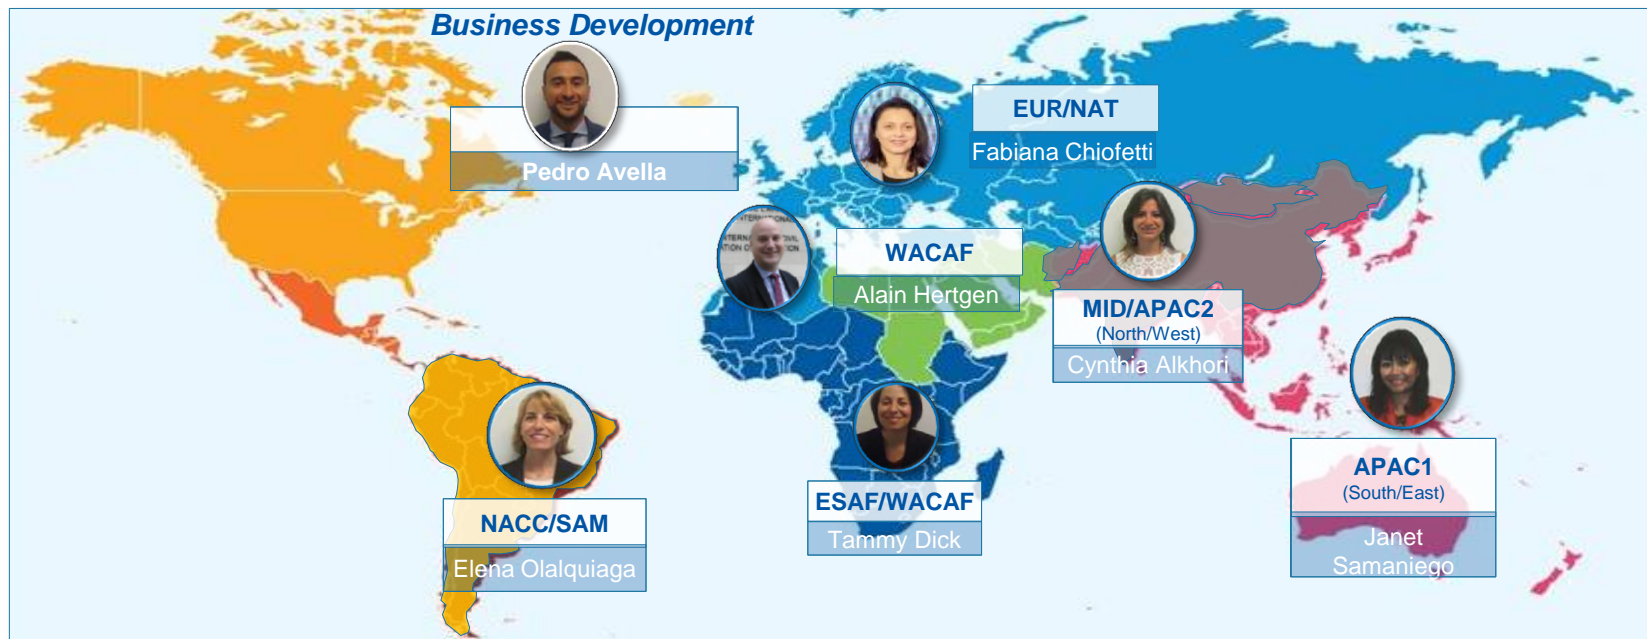 Business Development
Pedro Avella
EUR/NAT
Fabiana Chiofetti
INTERNATIONAL
WACAF
Alain Hertgen
MID/APAC2
(North/West)
Cynthia Alkhori
NACC/SAM
Elena Olalquiaga
ESAF/WACAF
Tammy Dick
APAC1
(South/East)
Janet
Samaniego